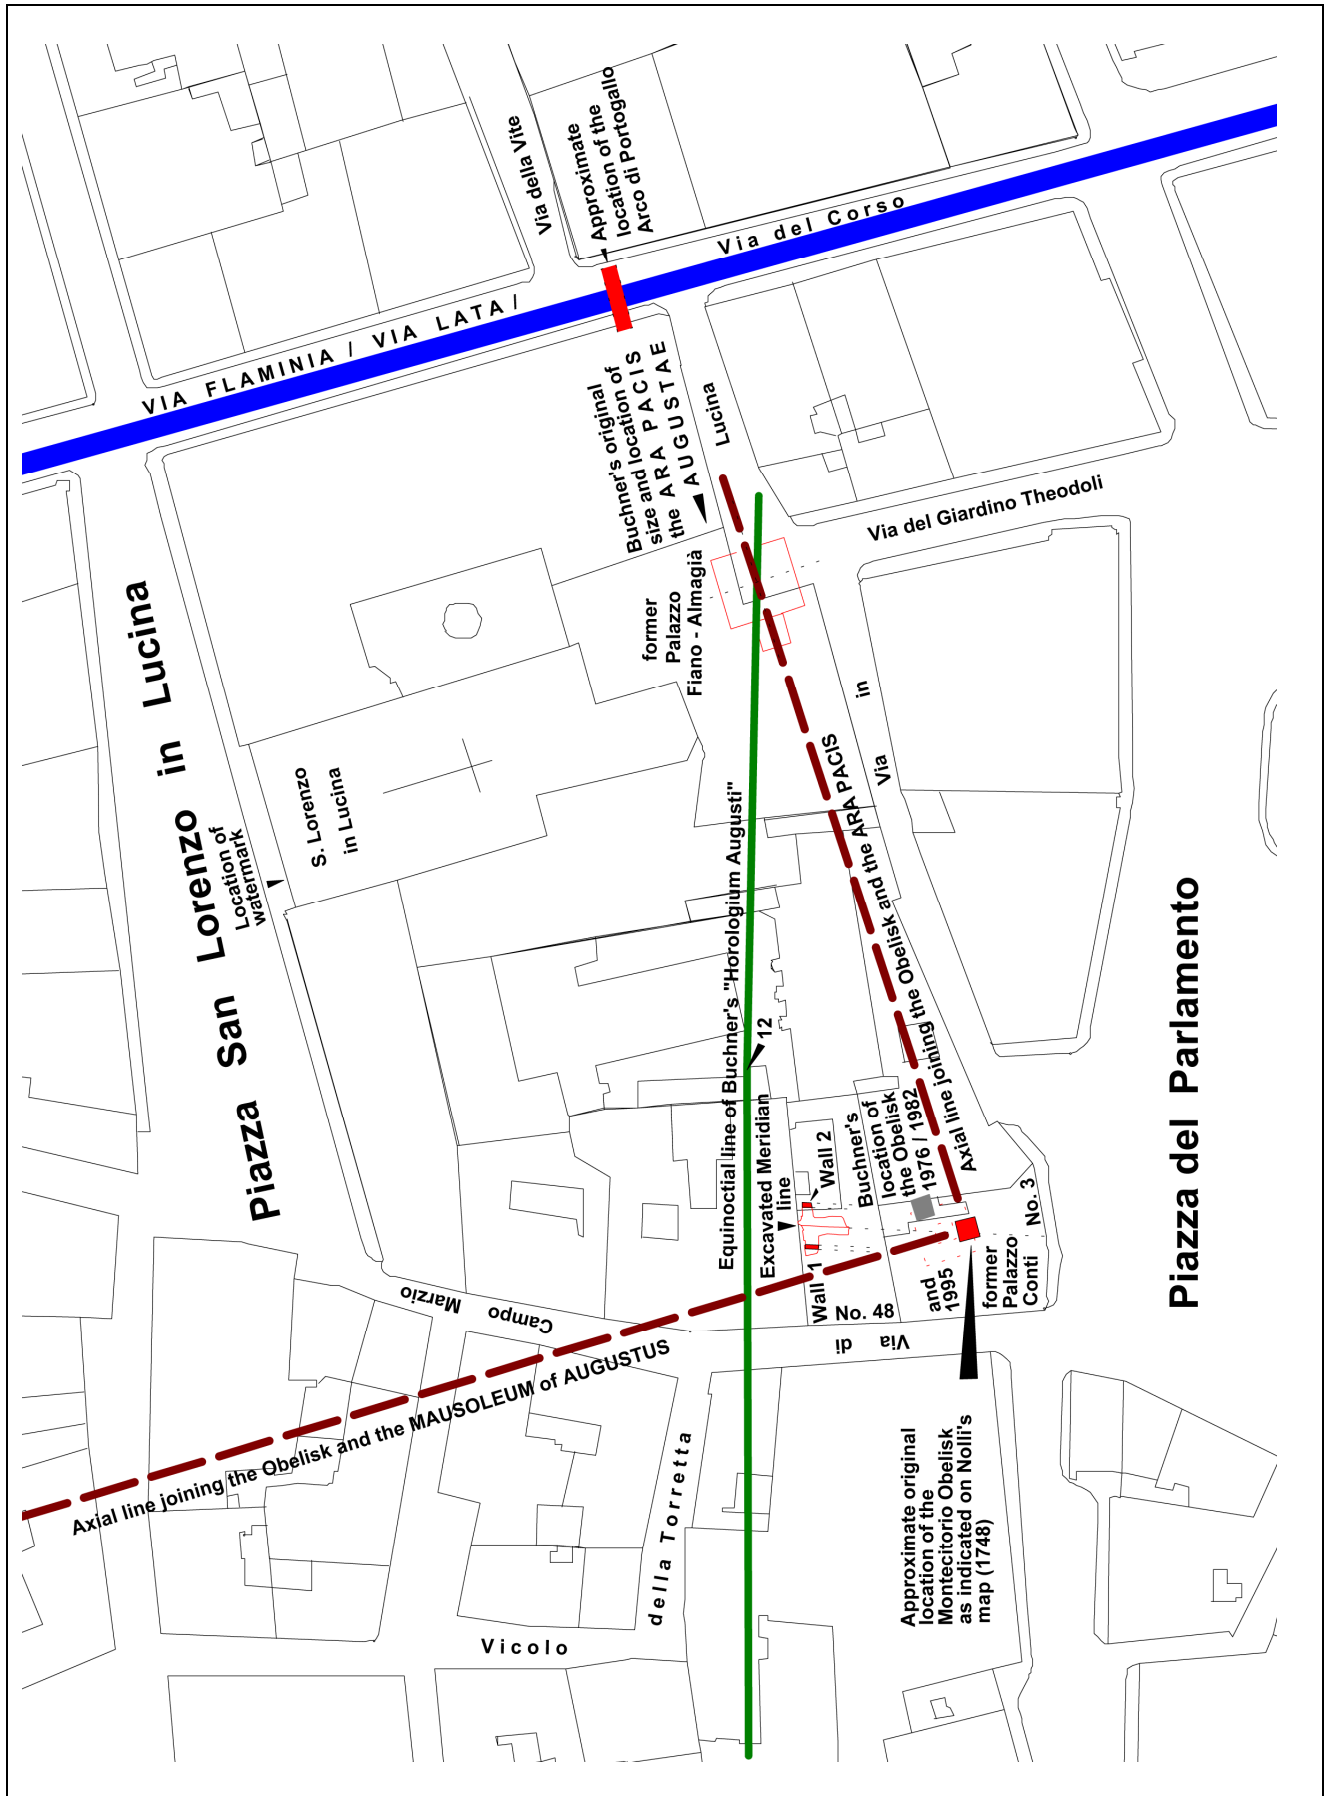 Via della Vite
Approximate
location of the
Arco di Portogallo
Via del Corso
VIA FLAMINIA / VIA LATA /
Buchner's original
size and location of
the ARA PACIS
AUGUSTAE
Lucina
Via del Giardino Theodoli
former
Palazzo
Fiano - Almagià
in
Via
Piazza San Lorenzo in Lucina
S. Lorenzo
in Lucina
Location of
watermark
Equinoctial line of Buchner's "Horologium Augusti"
12
Axial line joining the Obelisk and the ARA PACIS
Excavated Meridian
line
Wall 2
Wall 1
Buchner's
location of
the Obelisk
1976 / 1982
and
1995
No. 3
former
Palazzo
Conti
No. 48
Piazza del Parlamento
Via di
Campo Marzio
Axial line joining the Obelisk and the MAUSOLEUM of AUGUSTUS
Vicolo
della Torretta
Approximate original
location of the
Montecitorio Obelisk
as indicated on Nolli's
map (1748)